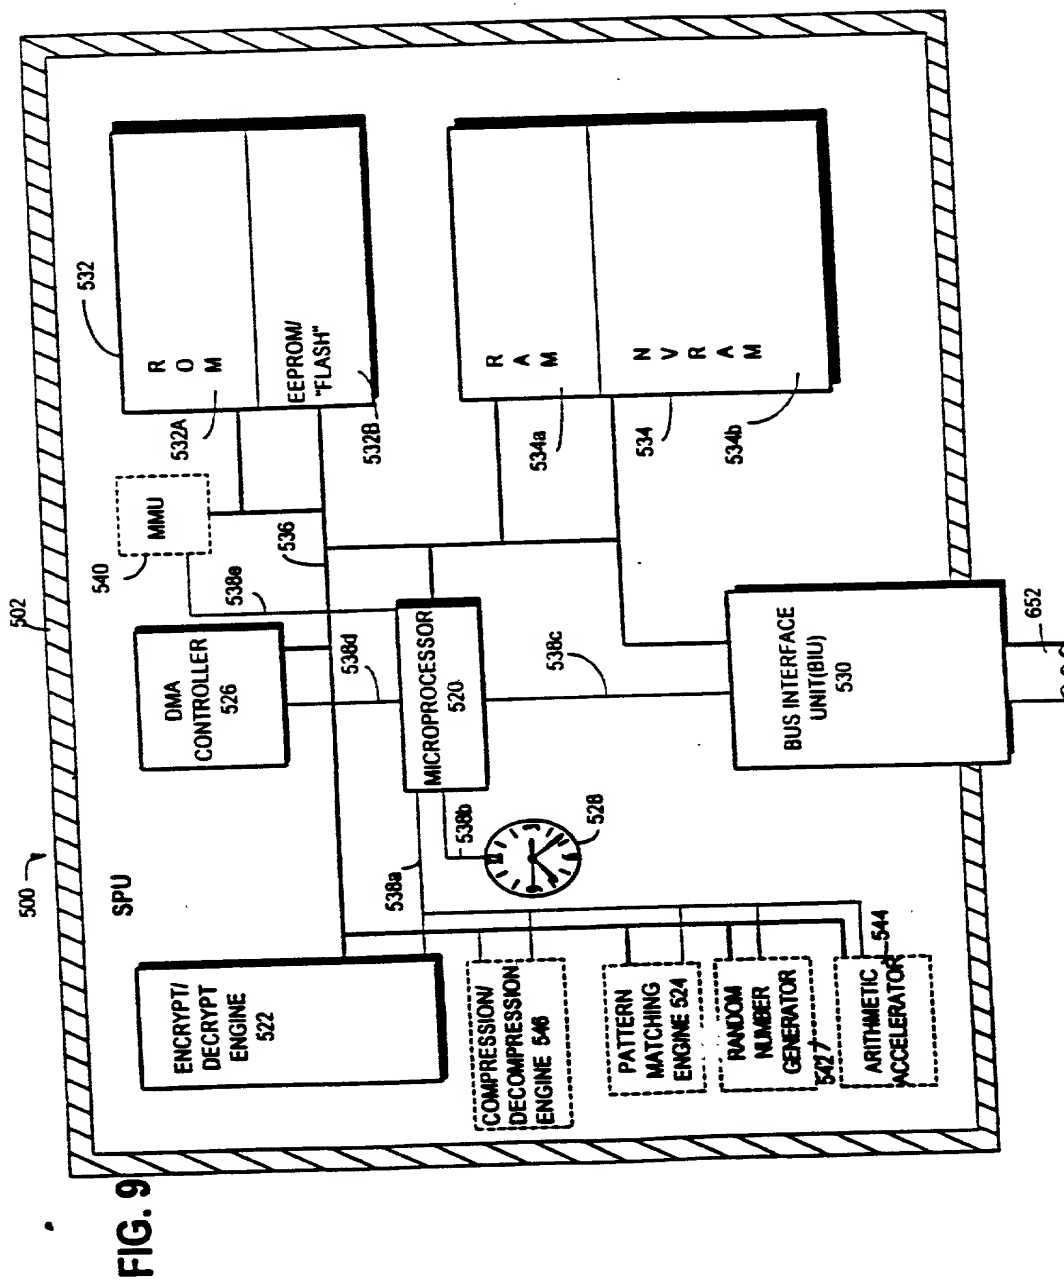 FIG. 9
500
502
SPU
ENCRYPT/
DECRYPT
ENGINE
522
DMA
CONTROLLER
526
540
MMU
532
R
O
M
532A
EEPROM/
"FLASH"
532B
538e
536
538d
538a
538b
MICROPROCESSOR
520
528
538c
R
A
M
534a
N
V
R
A
M
534
534b
COMPRESSION/
DECOMPRESSION
ENGINE 546
PATTERN
MATCHING
ENGINE 524
RANDOM
NUMBER
GENERATOR
542
ARITHMETIC
ACCELERATOR
544
BUS INTERFACE
UNIT(BIU)
530
652